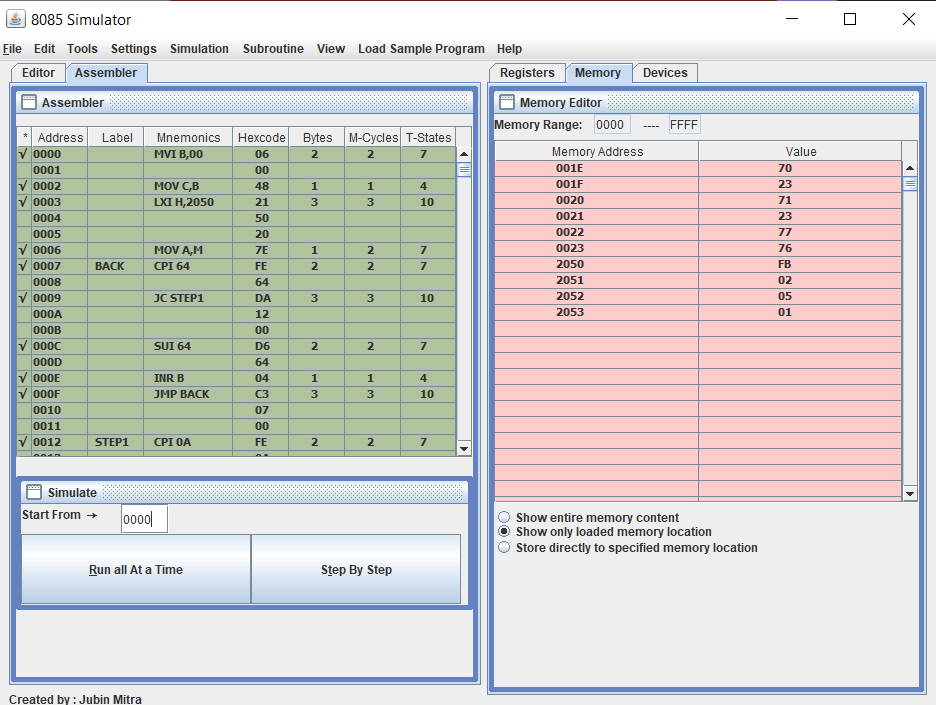 8085 Simulator
File Edit Tools Settings Simulation Subroutine View Load Sample Program Help
Editor Assembler
Assembler
* Address Label Mnemonics Hexcode Bytes M-Cycles T-States
√ 0000 MVI B,00 06 2 2 7
0001 00
√ 0002 MOV C,B 48 1 1 4
√ 0003 LXI H,2050 21 3 3 10
0004 50
0005 20
√ 0006 MOV A,M 7E 1 2 7
√ 0007 BACK CPI 64 FE 2 2 7
0008 64
√ 0009 JC STEP1 DA 3 3 10
000A 12
000B 00
√ 000C SUI 64 D6 2 2 7
000D 64
√ 000E INR B 04 1 1 4
√ 000F JMP BACK C3 3 3 10
0010 07
0011 00
√ 0012 STEP1 CPI 0A FE 2 2 7
Simulate
Start From → 0000
Run all At a Time Step By Step
Created by : Jubin Mitra
Registers Memory Devices
Memory Editor
Memory Range: 0000 ---- FFFF
Memory Address Value
001E 70
001F 23
0020 71
0021 23
0022 77
0023 76
2050 FB
2051 02
2052 05
2053 01
Show entire memory content
Show only loaded memory location
Store directly to specified memory location